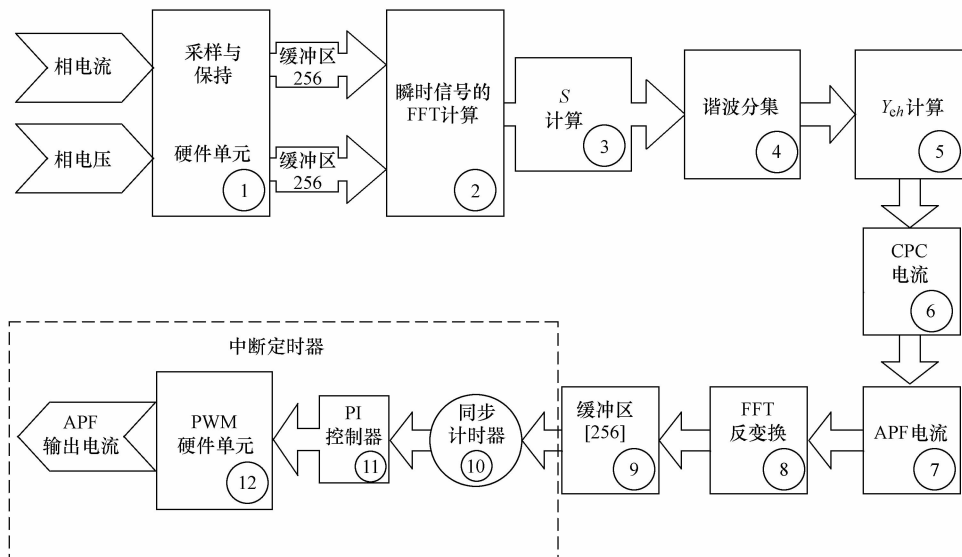 相电流
相电压
采样与
保持
硬件单元
1
缓冲区
256
缓冲区
256
瞬时信号的
FFT计算
2
S
计算
3
谐波分集
4
Yeh计算
5
CPC
电流
6
APF电流
7
FFT
反变换
8
缓冲区
[256]
9
中断定时器
同步
计时器
10
PI
控制器
11
PWM
硬件单元
12
APF
输出电流